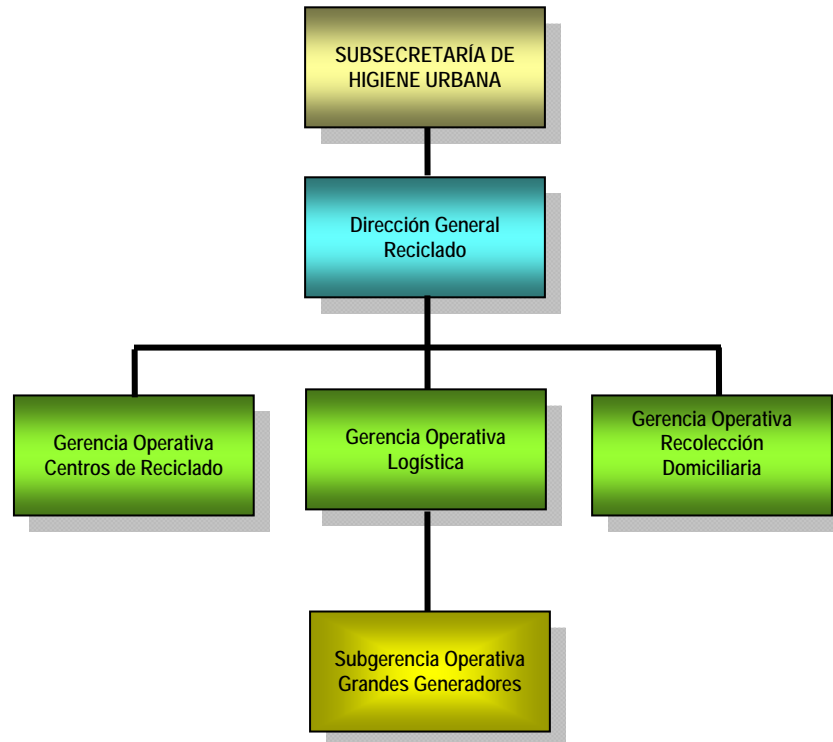 SUBSECRETARÍA DE
HIGIENE URBANA
Dirección General
Reciclado
Gerencia Operativa
Centros de Reciclado
Gerencia Operativa
Logística
Gerencia Operativa
Recolección
Domiciliaria
Subgerencia Operativa
Grandes Generadores